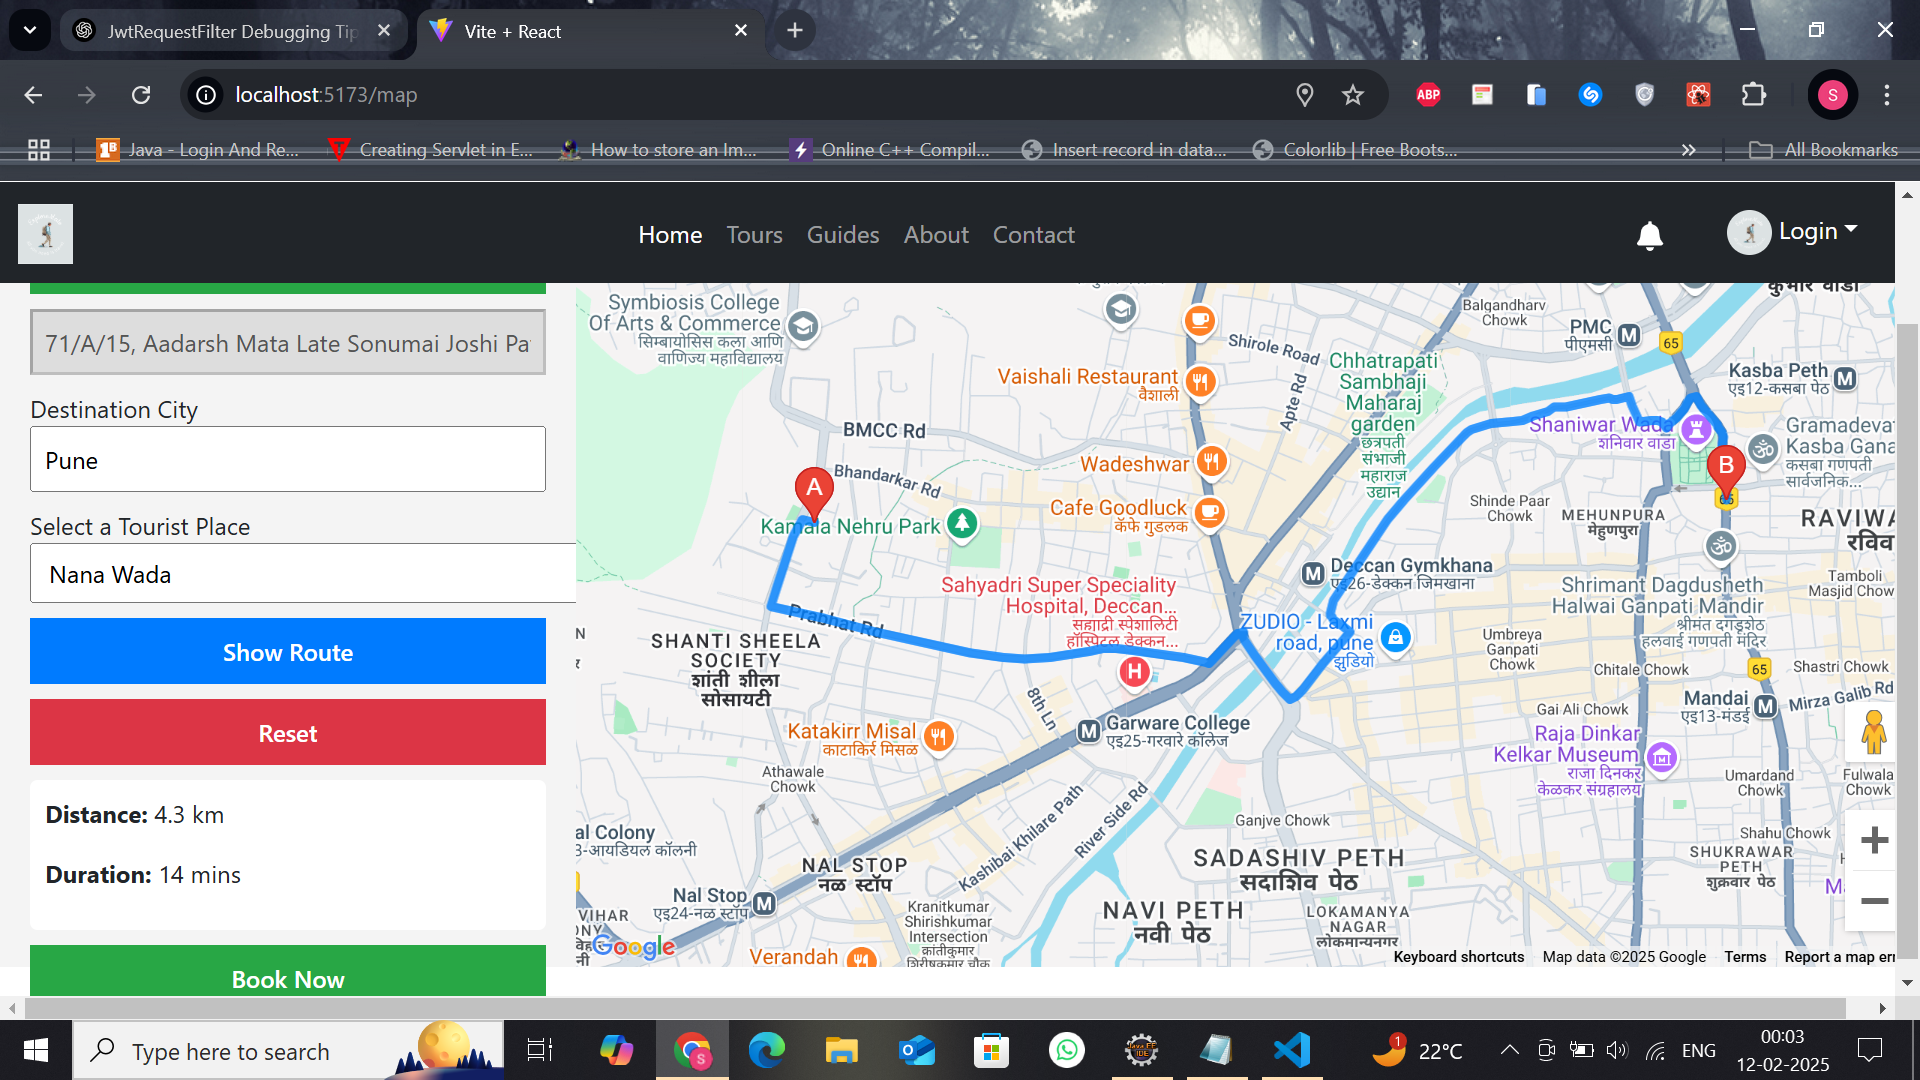 JwtRequestFilter Debugging Tip
Vite + React
localhost:5173/map
ABP
S
Java - Login And Re...
Creating Servlet in E...
How to store an Im...
Online C++ Compil...
Insert record in data...
Colorlib | Free Boots...
All Bookmarks
Home
Tours
Guides
About
Contact
Login
71/A/15, Aadarsh Mata Late Sonumai Joshi Pa
Destination City
Pune
Select a Tourist Place
Nana Wada
Show Route
Reset
Distance: 4.3 km
Duration: 14 mins
Book Now
Symbiosis College
Of Arts & Commerce
सिम्बायोसिस कला आणि
वाणिज्य महाविद्यालय
BMCC Rd
Bhandarkar Rd
A
Kamala Nehru Park
Prabhat Rd
SHANTI SHEELA
SOCIETY
शांती शीला
सोसायटी
Vaishali Restaurant
वैशाली
Shirole Road
Apte Rd
Wadeshwar
Cafe Goodluck
कॅफे गुडलक
Chhatrapati
Sambhaji
Maharaj
garden
छत्रपती
संभाजी
महाराज
उद्यान
Balgandharv
Chowk
PMC
पीएमसी
65
कुंभार वाडा
Kasba Peth
एइ12-कसबा पेठ
Shaniwar Wada
शनिवार वाडा
Gramadeva
Kasba Gana
कसबा गणपती
सार्वजनिक...
B
65
Shinde Paar
Chowk
MEHUNPURA
मेहुणपुरा
RAVIWA
रविव
Sahyadri Super Speciality
Hospital, Deccan...
सह्याद्री स्पेशालिटी
हॉस्पिटल डेक्कन...
H
Deccan Gymkhana
एइ26-डेक्कन जिमखाना
ZUDIO - Laxmi
road, pune
झुडियो
Shrimant Dagdusheth
Halwai Ganpati Mandir
श्रीमंत दगडूशेठ
हलवाई गणपती मंदिर
Tamboli
Masjid Chow
Umbreya
Ganpati
Chowk
Chitale Chowk
65
Shastri Chowk
Mandai
एइ13-मंडई
Mirza Galib Rd
Gai Ali Chowk
Raja Dinkar
Kelkar Museum
राजा दिनकर
केळकर संग्रहालय
Umardand
Chowk
Fulwala
Chowk
8th Ln
Garware College
एइ25-गरवारे कॉलेज
Katakirr Misal
काटाकिर्र मिसळ
Athawale
Chowk
al Colony
3-आयडियल कॉलनी
NAL STOP
नळ स्टॉप
Nal Stop
एइ24-नळ स्टॉप
Kashibai Khilare Path
River Side Rd
Ganjve Chowk
SADASHIV PETH
सदाशिव पेठ
Shahu Chowk
SHUKRAWAR
PETH
शुक्रवार पेठ
Kranitkumar
Shirishkumar
Intersection
क्रांतीकुमार
शिरीषकुमार चौक
NAVI PETH
नवी पेठ
LOKAMANYA
NAGAR
लोकमान्यनगर
VIHAR
Verandah
Google
Keyboard shortcuts
Map data ©2025 Google
Terms
Report a map err
Type here to search
S
1
22°C
ENG
00:03
12-02-2025